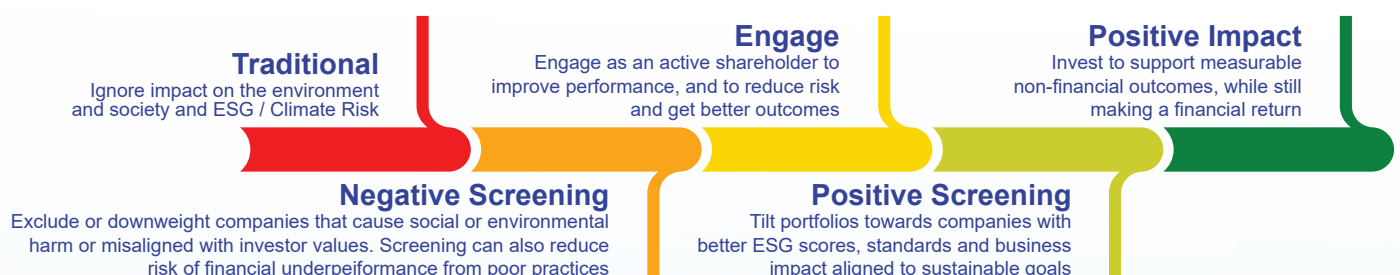 Traditional
Ignore impact on the environment
and society and ESG / Climate Risk
Negative Screening
Exclude or downweight companies that cause social or environmental
harm or misaligned with investor values. Screening can also reduce
risk of financial underpeiformance from poor practices
Engage
Engage as an active shareholder to
improve performance, and to reduce risk
and get better outcomes
Positive Screening
Tilt portfolios towards companies with
better ESG scores, standards and business
impact aligned to sustainable goals
Positive Impact
Invest to support measurable
non-financial outcomes, while still
making a financial return